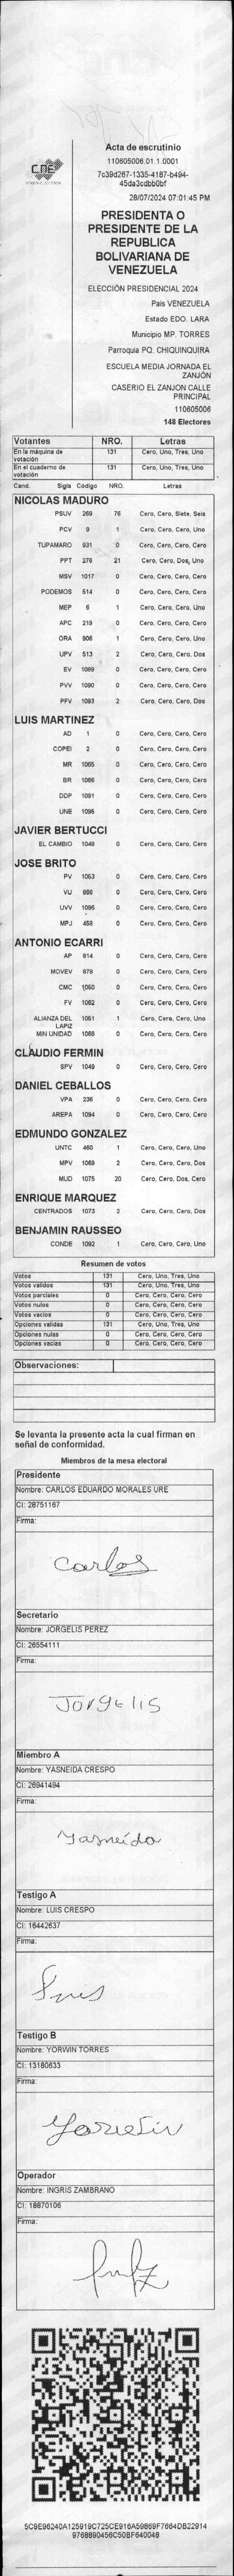 CNE
Acta de escrutinio
110605006.01.1.0001
7c39d267-1335-4187-b494-
45da3cdbb0bf
28/07/2024 07:01:45 PM
PRESIDENTA O
PRESIDENTE DE LA
REPUBLICA
BOLIVARIANA DE
VENEZUELA
ELECCIÓN PRESIDENCIAL 2024
Pais VENEZUELA
Estado EDO. LARA
Municipio MP. TORRES
Parroquia PQ. CHIQUINQUIRA
ESCUELA MEDIA JORNADA EL
ZANJÓN
CASERIO EL ZANJON CALLE
PRINCIPAL
110605006
148 Electores
Votantes NRO. Letras
En la máquina de votación 131 Cero, Uno, Tres, Uno
En el cuaderno de votación 131 Cero, Uno, Tres, Uno
Cand. Sigla Código NRO. Letras
NICOLAS MADURO
PSUV 269 76 Cero, Cero, Siete, Seis
PCV 9 1 Cero, Cero, Cero, Uno
TUPAMARO 931 0 Cero, Cero, Cero, Cero
PPT 276 21 Cero, Cero, Dos, Uno
MSV 1017 0 Cero, Cero, Cero, Cero
PODEMOS 514 0 Cero, Cero, Cero, Cero
MEP 6 1 Cero, Cero, Cero, Uno
APC 219 0 Cero, Cero, Cero, Cero
ORA 906 1 Cero, Cero, Cero, Uno
UPV 513 2 Cero, Cero, Cero, Dos
EV 1089 0 Cero, Cero, Cero, Cero
PVV 1090 0 Cero, Cero, Cero, Cero
PFV 1093 2 Cero, Cero, Cero, Dos
LUIS MARTINEZ
AD 1 0 Cero, Cero, Cero, Cero
COPEI 2 0 Cero, Cero, Cero, Cero
MR 1065 0 Cero, Cero, Cero, Cero
BR 1066 0 Cero, Cero, Cero, Cero
DDP 1091 0 Cero, Cero, Cero, Cero
UNE 1095 0 Cero, Cero, Cero, Cero
JAVIER BERTUCCI
EL CAMBIO 1048 0 Cero, Cero, Cero, Cero
JOSE BRITO
PV 1053 0 Cero, Cero, Cero, Cero
VU 868 0 Cero, Cero, Cero, Cero
UVV 1096 0 Cero, Cero, Cero, Cero
MPJ 458 0 Cero, Cero, Cero, Cero
ANTONIO ECARRI
AP 814 0 Cero, Cero, Cero, Cero
MOVEV 878 0 Cero, Cero, Cero, Cero
CMC 1050 0 Cero, Cero, Cero, Cero
FV 1052 0 Cero, Cero, Cero, Cero
ALIANZA DEL LAPIZ 1051 1 Cero, Cero, Cero, Uno
MIN UNIDAD 1068 0 Cero, Cero, Cero, Cero
CLAUDIO FERMIN
SPV 1049 0 Cero, Cero, Cero, Cero
DANIEL CEBALLOS
VPA 236 0 Cero, Cero, Cero, Cero
AREPA 1094 0 Cero, Cero, Cero, Cero
EDMUNDO GONZALEZ
UNTC 460 1 Cero, Cero, Cero, Uno
MPV 1069 2 Cero, Cero, Cero, Dos
MUD 1075 20 Cero, Cero, Dos, Cero
ENRIQUE MARQUEZ
CENTRADOS 1073 2 Cero, Cero, Cero, Dos
BENJAMIN RAUSSEO
CONDE 1092 1 Cero, Cero, Cero, Uno
Resumen de votos
Votos 131 Cero, Uno, Tres, Uno
Votos validos 131 Cero, Uno, Tres, Uno
Votos parciales 0 Cero, Cero, Cero, Cero
Votos nulos 0 Cero, Cero, Cero, Cero
Votos vacios 0 Cero, Cero, Cero, Cero
Opciones validas 131 Cero, Uno, Tres, Uno
Opciones nulas 0 Cero, Cero, Cero, Cero
Opciones vacias 0 Cero, Cero, Cero, Cero
Observaciones:
Se levanta la presente acta la cual firman en
señal de conformidad.
Miembros de la mesa electoral
Presidente
Nombre: CARLOS EDUARDO MORALES URE
CI: 28751167
Firma:
Carlos
Secretario
Nombre: JORGELIS PEREZ
CI: 26554111
Firma:
JOrgelis
Miembro A
Nombre: YASNEIDA CRESPO
CI: 26941494
Firma:
Yasneida
Testigo A
Nombre: LUIS CRESPO
CI: 16442637
Firma:
Luis
Testigo B
Nombre: YORWIN TORRES
CI: 13180633
Firma:
Operador
Nombre: INGRIS ZAMBRANO
CI: 18870106
Firma:
5C9E96240A125919C725CE916A59869F7664DB22914
9768890456C50BF640048